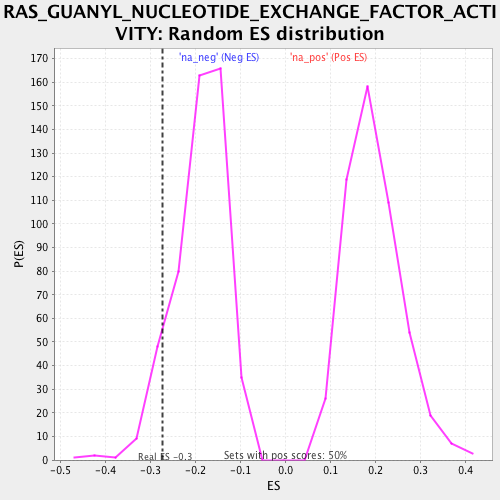 RAS_GUANYL_NUCLEOTIDE_EXCHANGE_FACTOR_ACTI
VITY: Random ES distribution
'na_neg' (Neg ES)
'na_pos' (Pos ES)
170
160
150
140
130
120
110
100
90
80
70
60
50
40
30
20
10
0
P(ES)
Real ES -0.3
Sets with pos scores: 50%
-0.5 -0.4 -0.3 -0.2 -0.1 0.0 0.1 0.2 0.3 0.4
ES